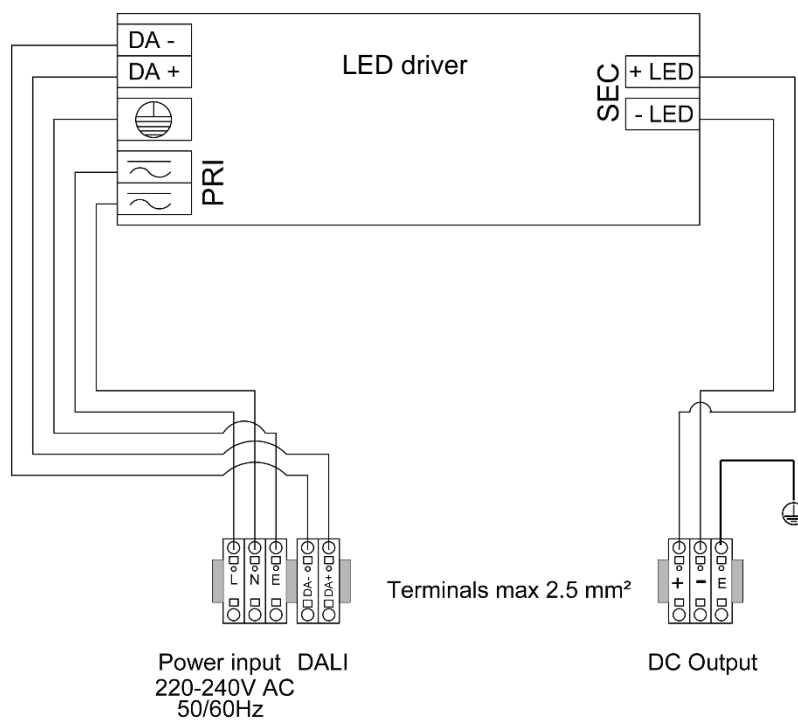 DA -
DA +
LED driver
PRI
SEC
+ LED
- LED
L
N
E
DA-
DA+
Terminals max 2.5 mm²
+
-
E
Power input
220-240V AC
50/60Hz
DALI
DC Output